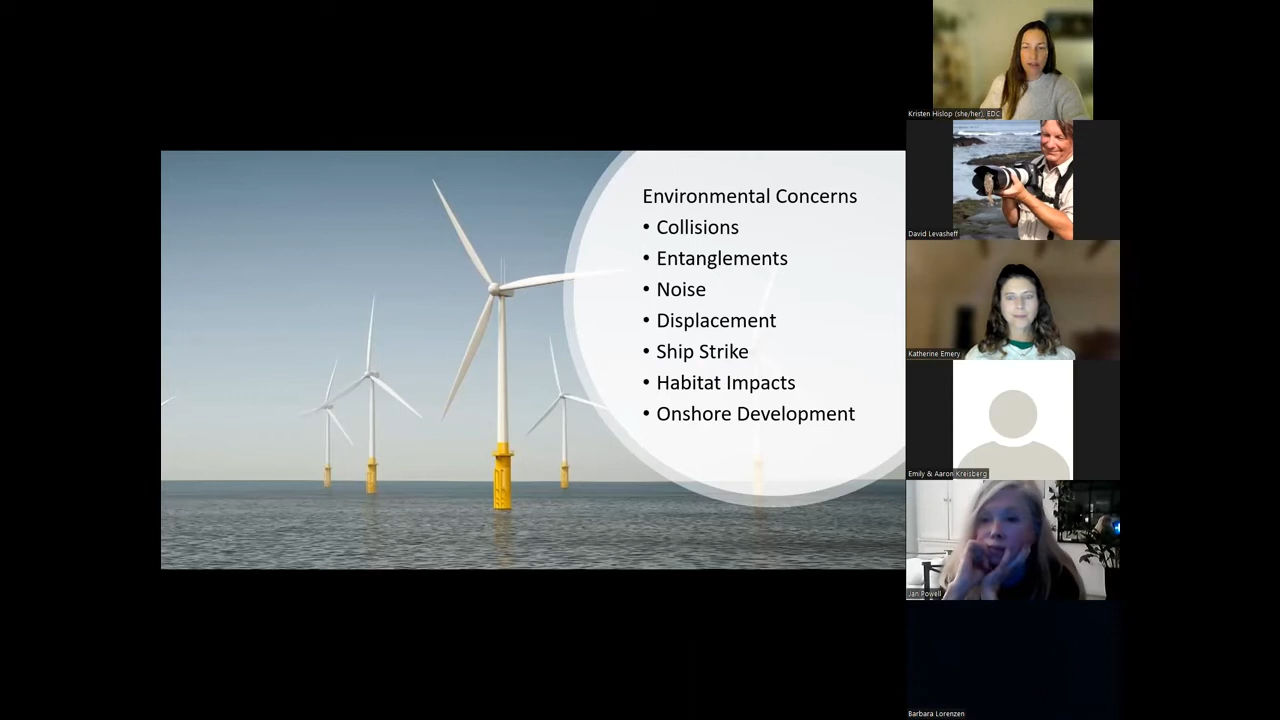 Environmental Concerns
• Collisions
• Entanglements
• Noise
• Displacement
• Ship Strike
• Habitat Impacts
• Onshore Development
Kristen Hislop (she/her), EDC
David Levasheff
Katherine Emery
Emily & Aaron Kreisberg
Jan Powell
Barbara Lorenzen